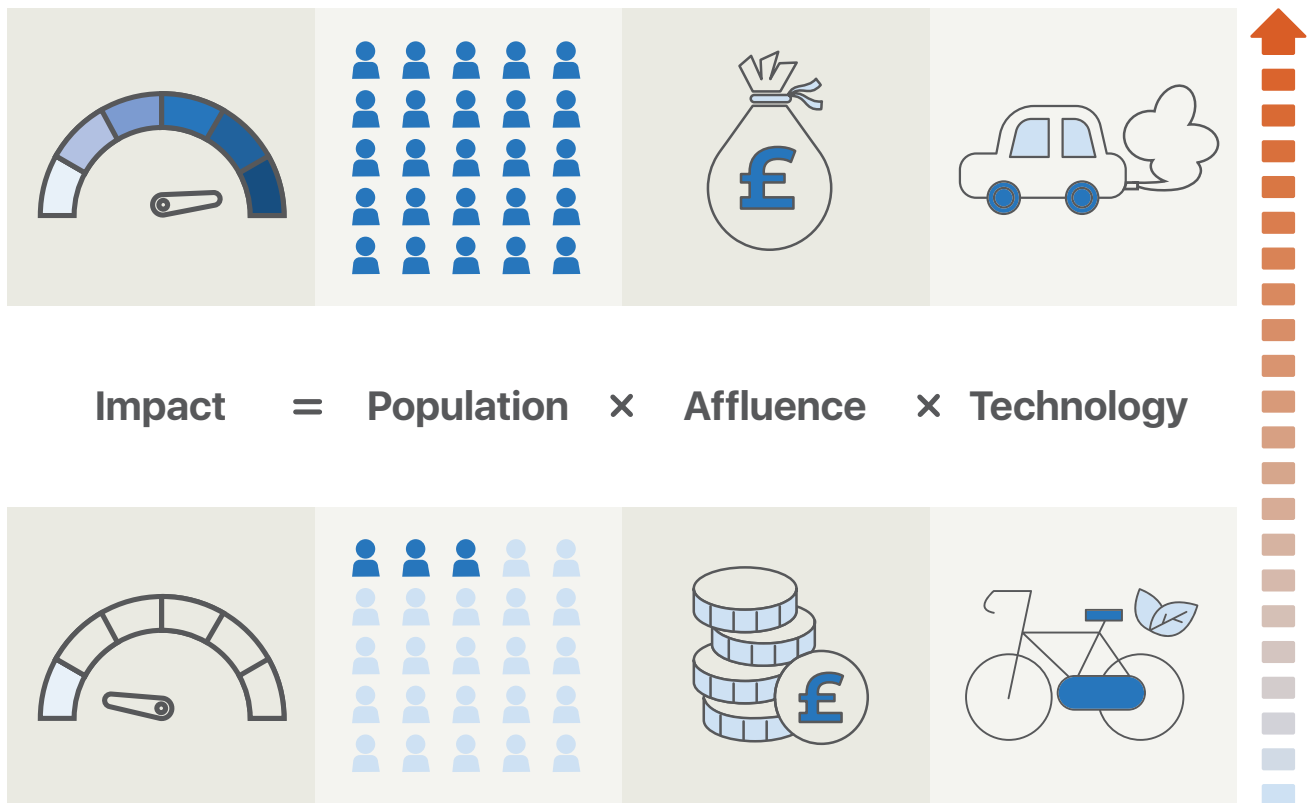 £
Impact = Population × Affluence × Technology
£